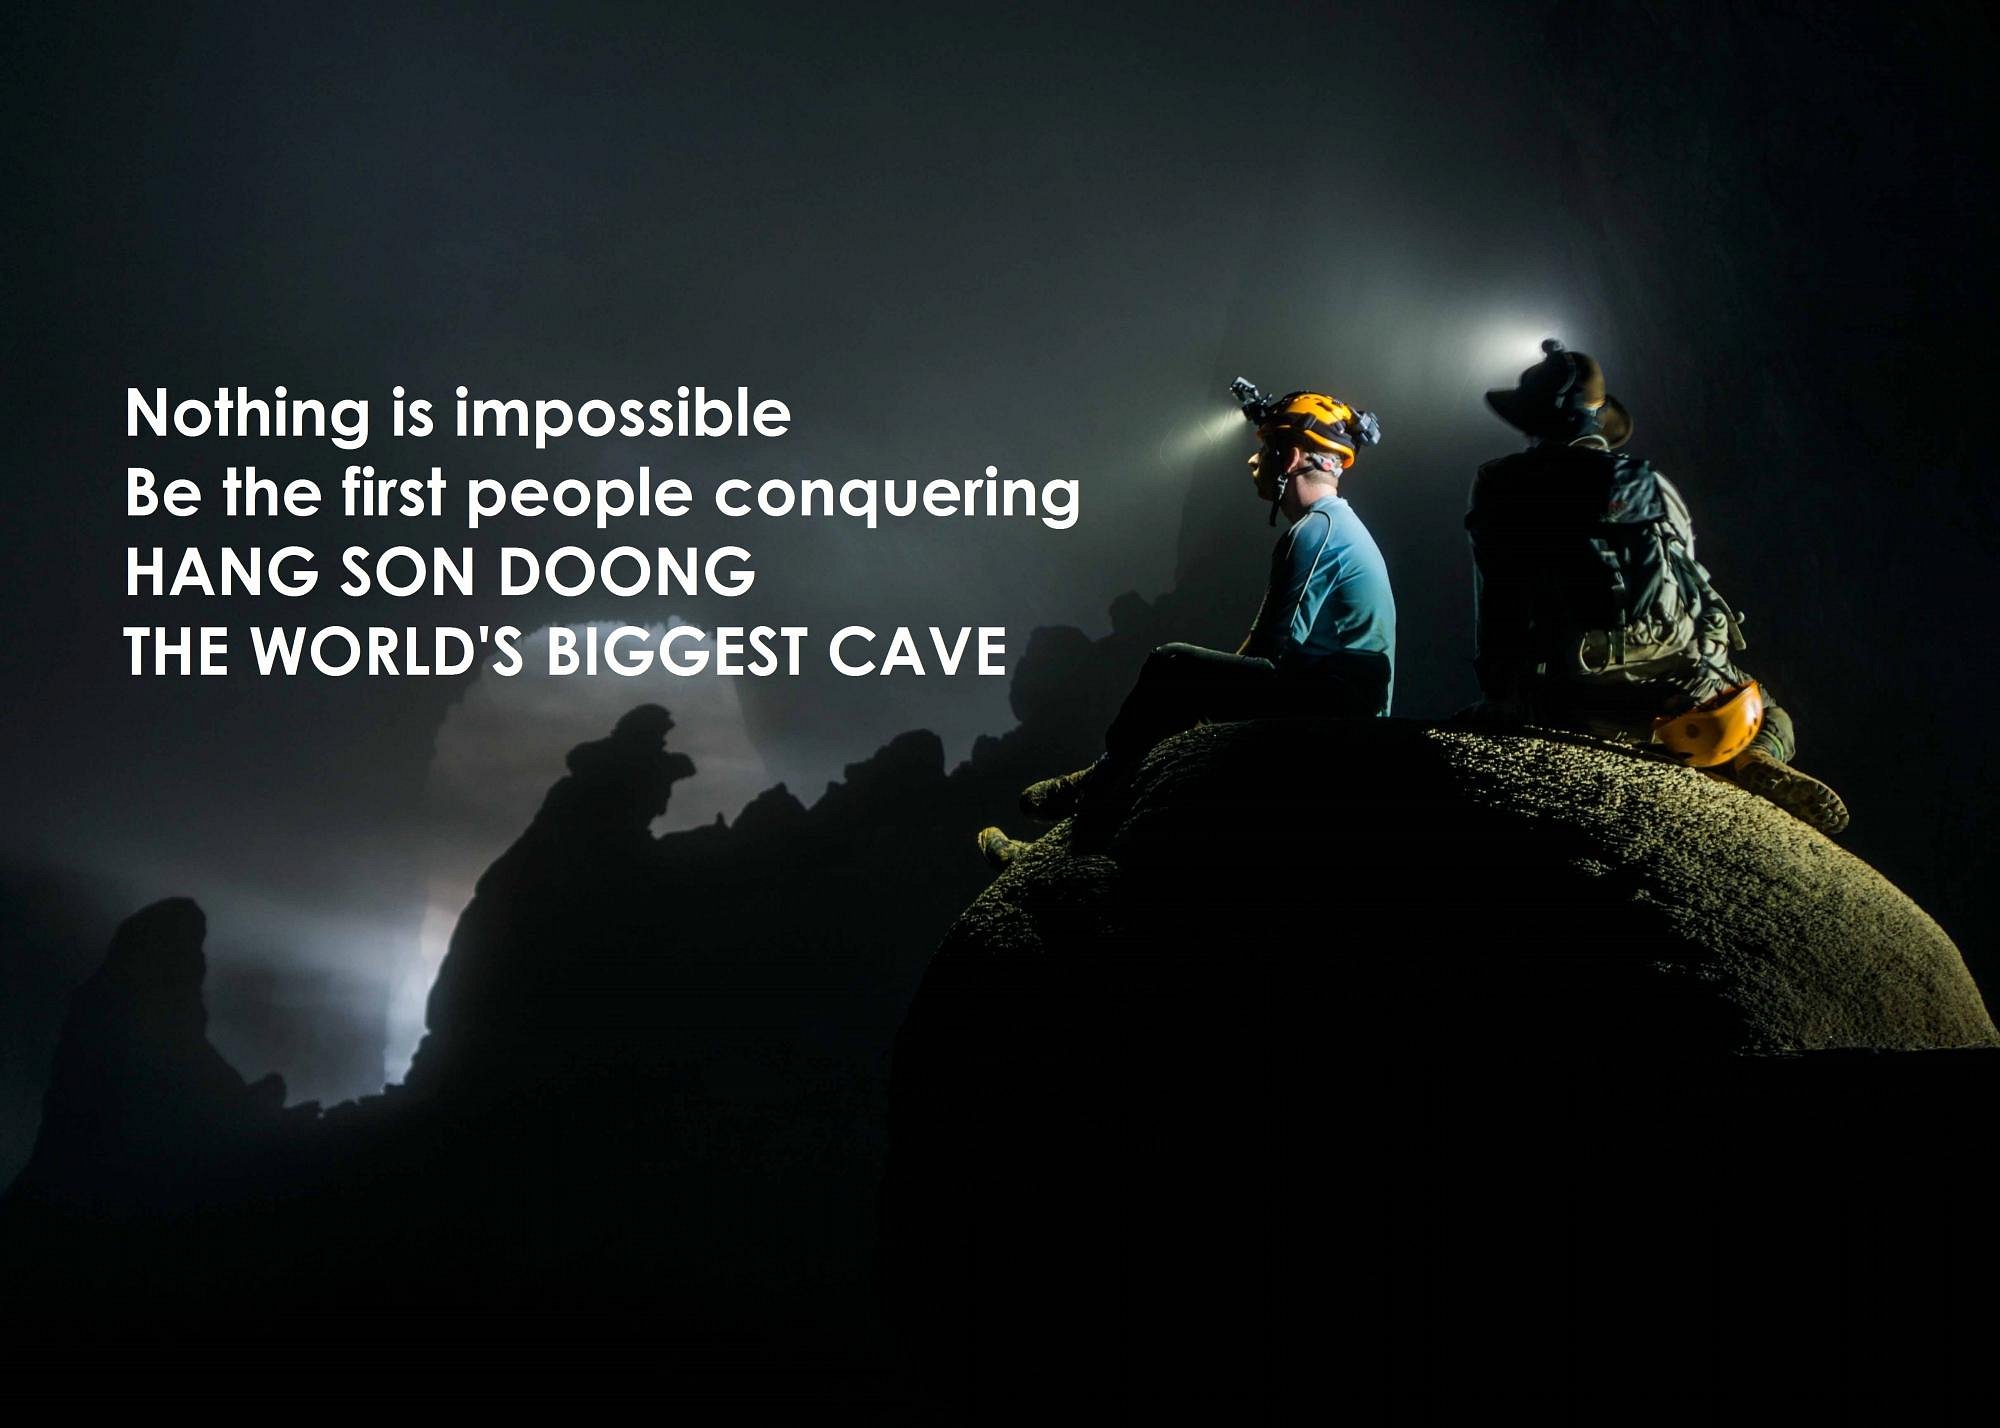 Nothing is impossible
Be the first people conquering
HANG SON DOONG
THE WORLD'S BIGGEST CAVE